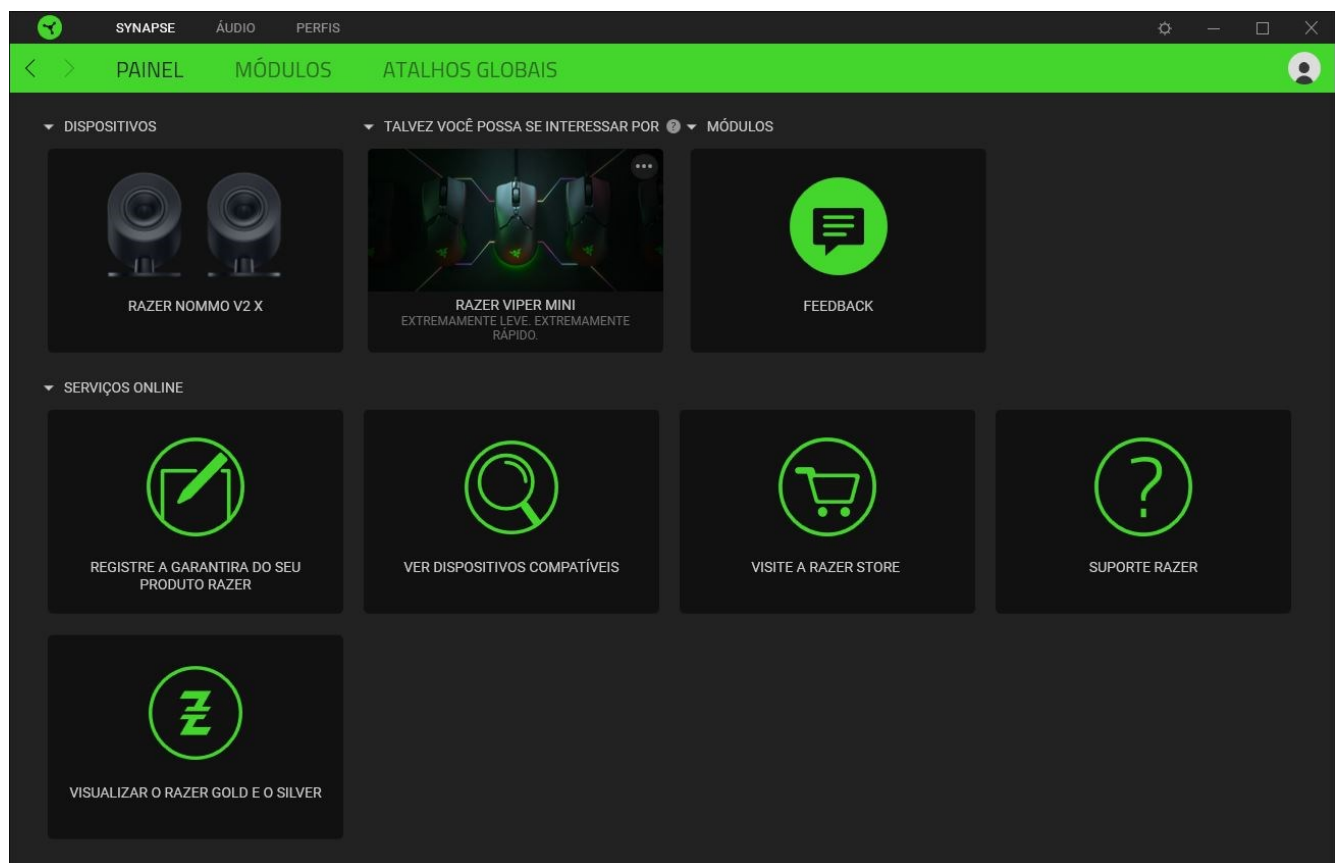 SYNAPSE ÁUDIO PERFIS
PAINEL MÓDULOS ATALHOS GLOBAIS
DISPOSITIVOS
RAZER NOMMO V2 X
TALVEZ VOCÊ POSSA SE INTERESSAR POR ?
RAZER VIPER MINI
EXTREMAMENTE LEVE. EXTREMAMENTE
RÁPIDO.
MÓDULOS
FEEDBACK
SERVIÇOS ONLINE
REGISTRE A GARANTIRA DO SEU
PRODUTO RAZER
VER DISPOSITIVOS COMPATÍVEIS
VISITE A RAZER STORE
SUPORTE RAZER
VISUALIZAR O RAZER GOLD E O SILVER